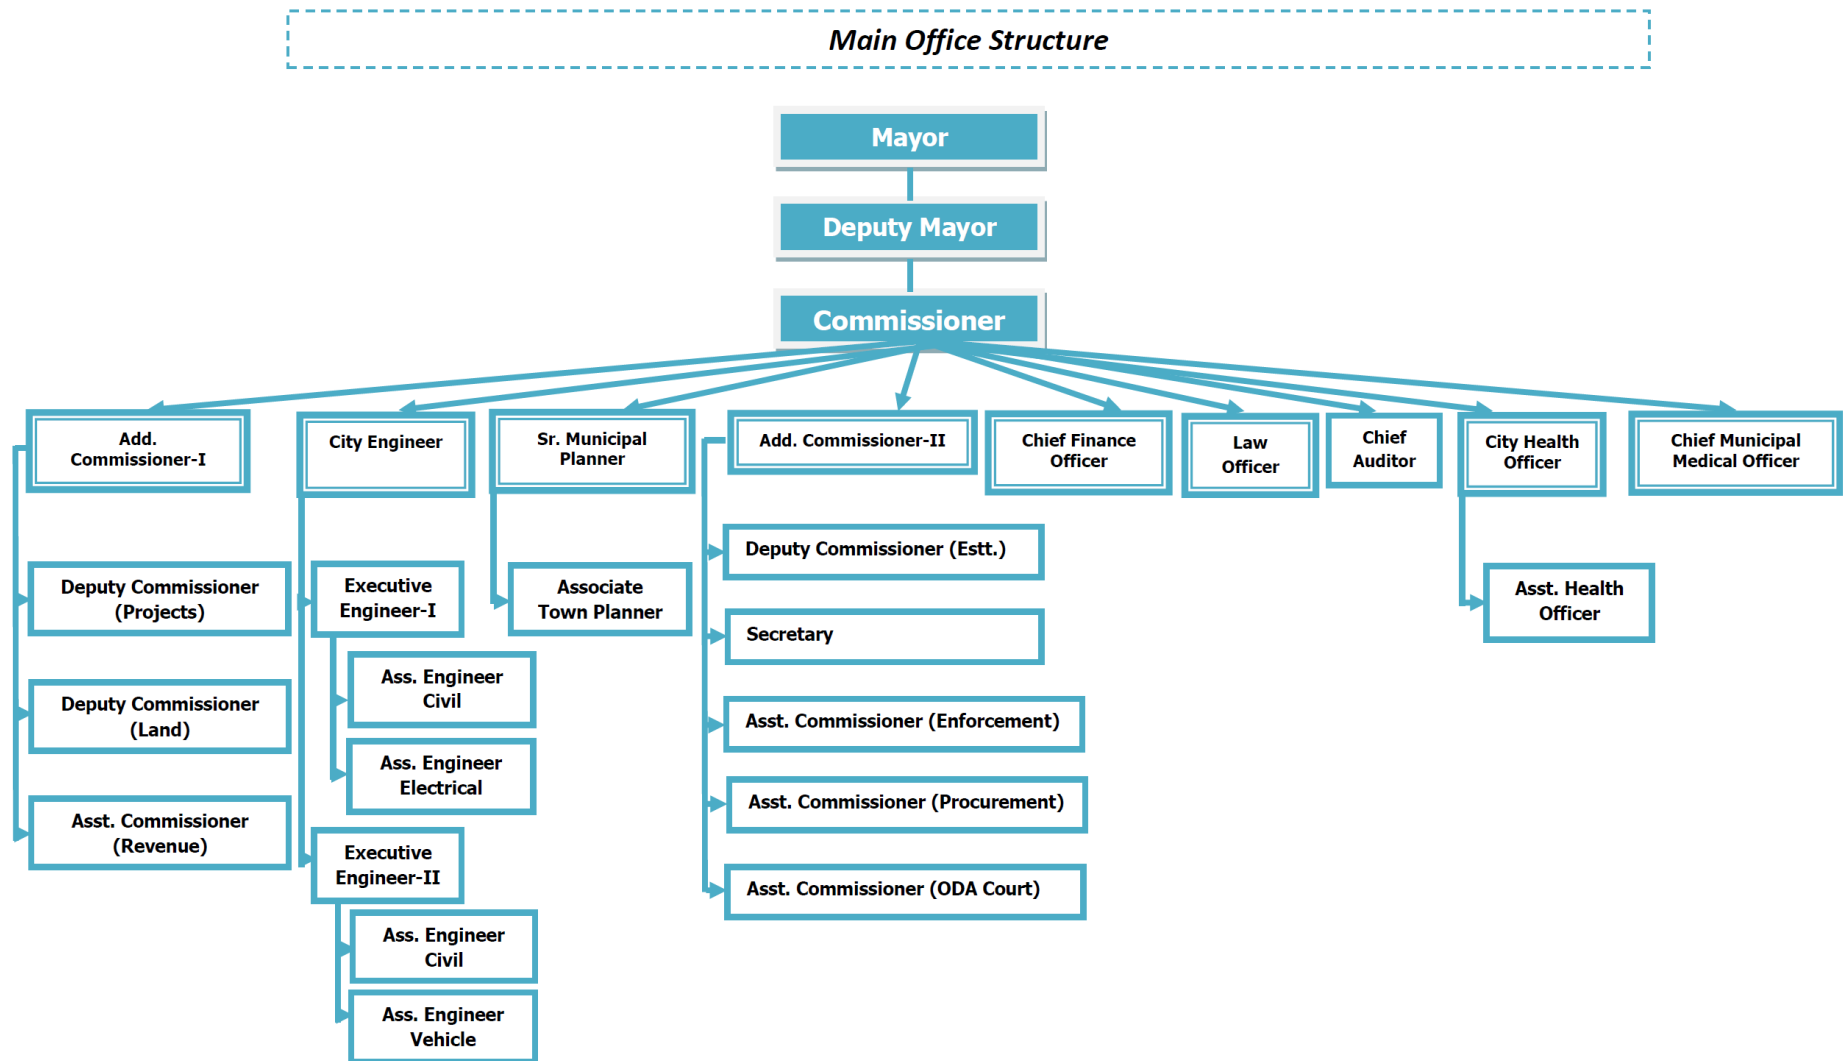 Main Office Structure
Mayor
Deputy Mayor
Commissioner
Add.
Commissioner-I
City Engineer
Sr. Municipal
Planner
Add. Commissioner-II
Chief Finance
Officer
Law
Officer
Chief
Auditor
City Health
Officer
Chief Municipal
Medical Officer
Deputy Commissioner
(Projects)
Deputy Commissioner
(Land)
Asst. Commissioner
(Revenue)
Executive
Engineer-I
Ass. Engineer
Civil
Ass. Engineer
Electrical
Executive
Engineer-II
Ass. Engineer
Civil
Ass. Engineer
Vehicle
Associate
Town Planner
Deputy Commissioner (Estt.)
Secretary
Asst. Commissioner (Enforcement)
Asst. Commissioner (Procurement)
Asst. Commissioner (ODA Court)
Asst. Health
Officer